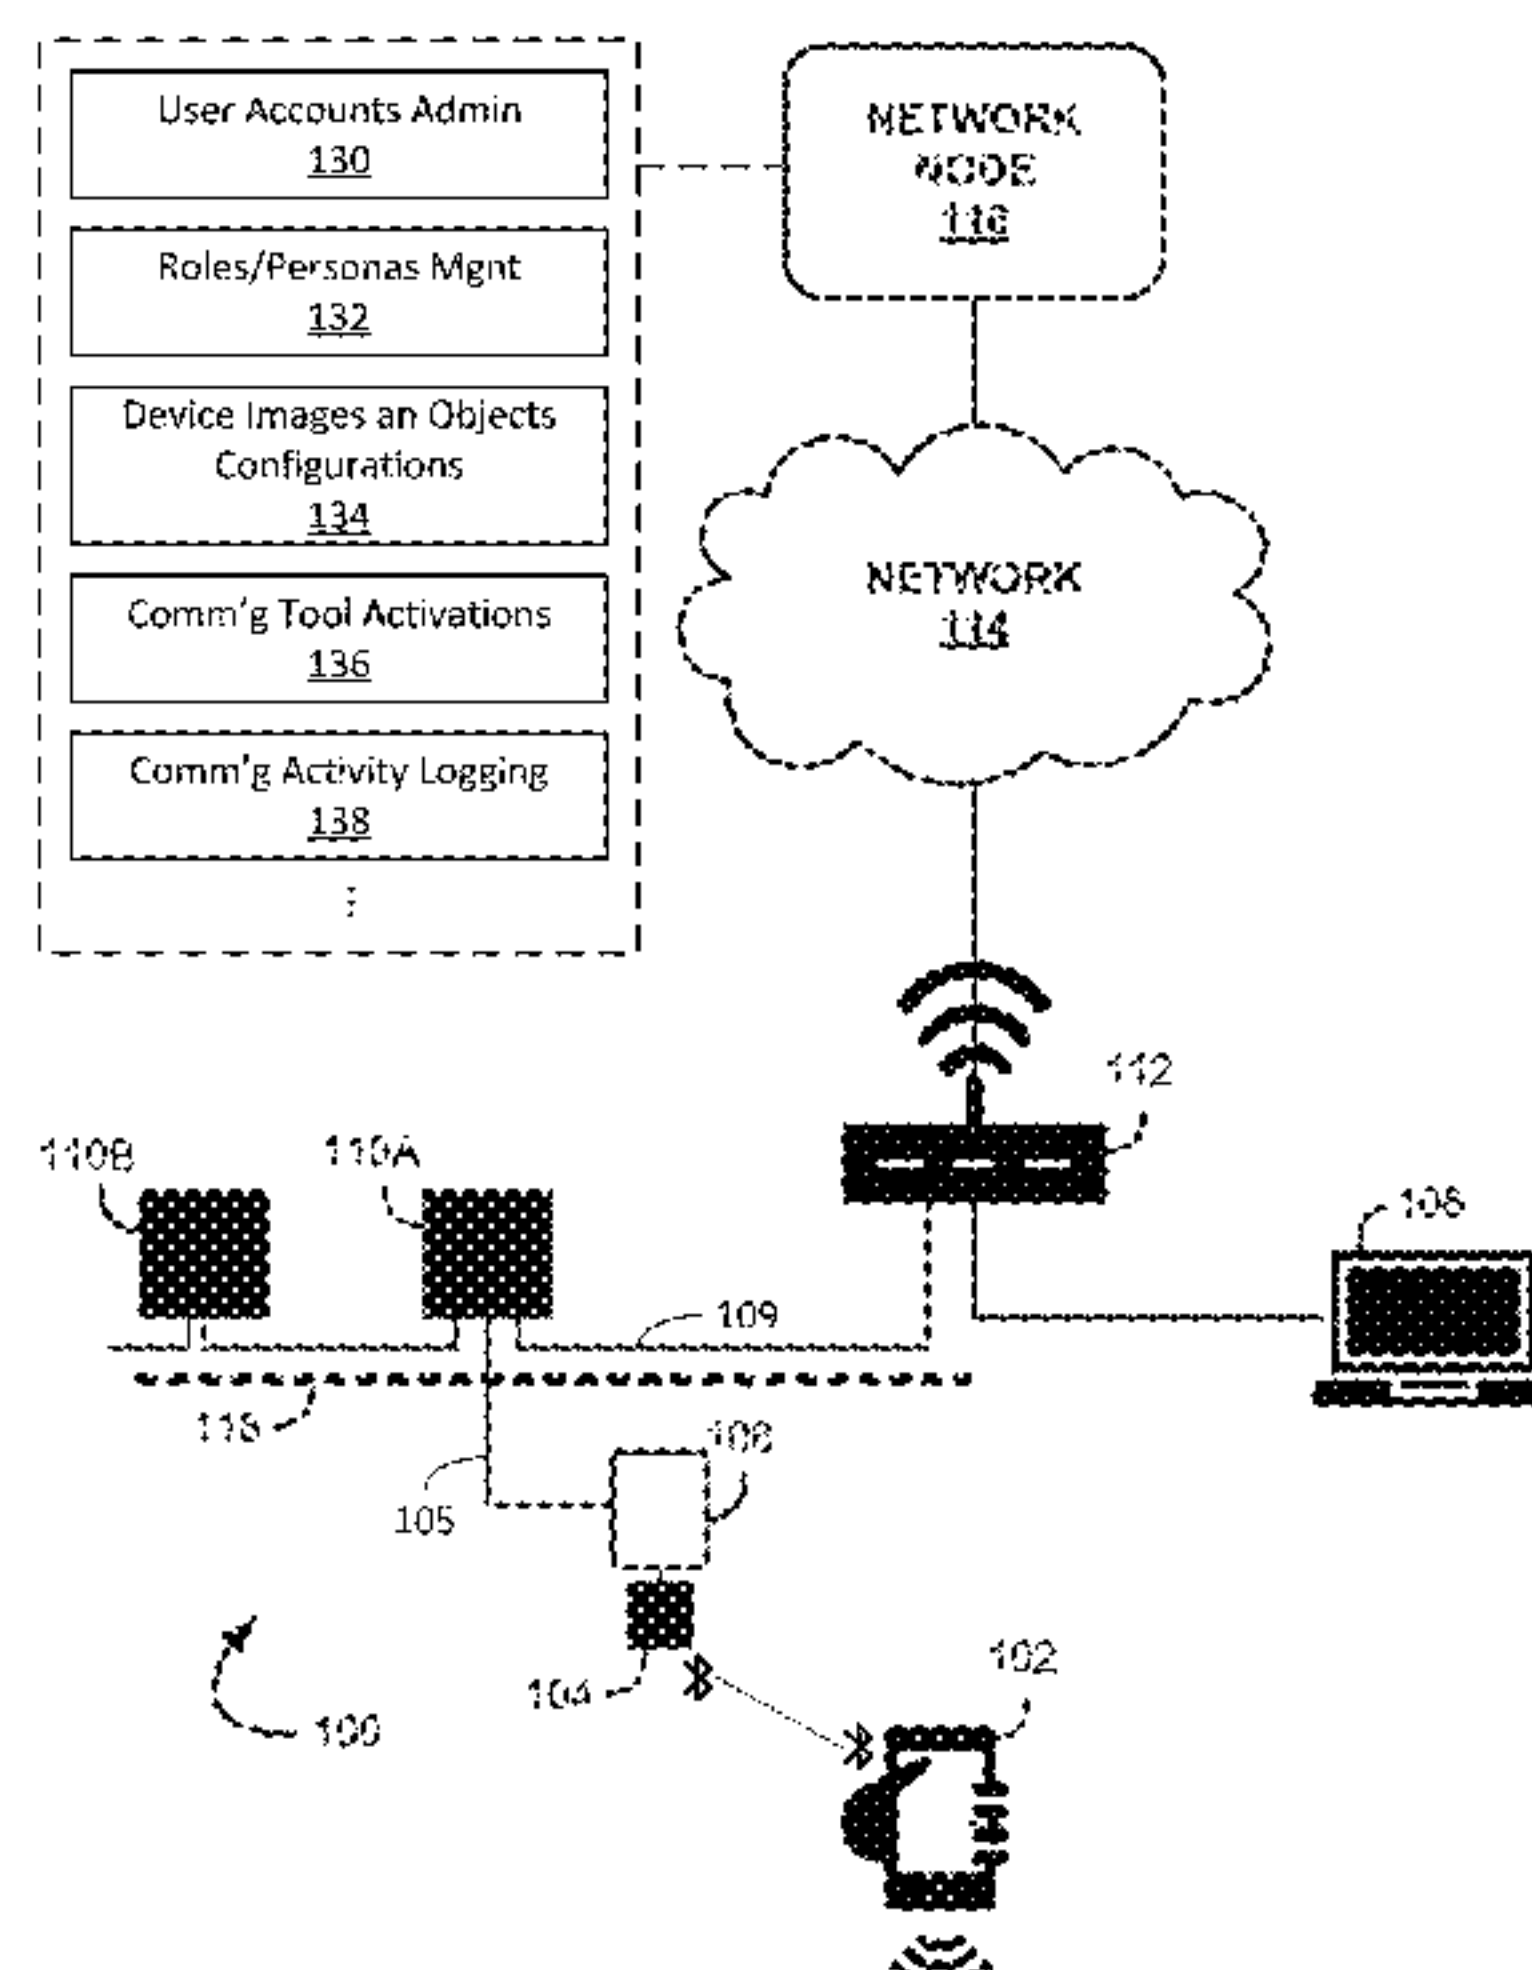 User Accounts Admin
130
Roles/Personas Mgnt
132
Device Images an Objects
Configurations
134
Comm'g Tool Activations
136
Comm'g Activity Logging
138
⋮
NETWORK
NODE
116
NETWORK
114
112
110B
110A
108
109
118
106
105
104
102
100